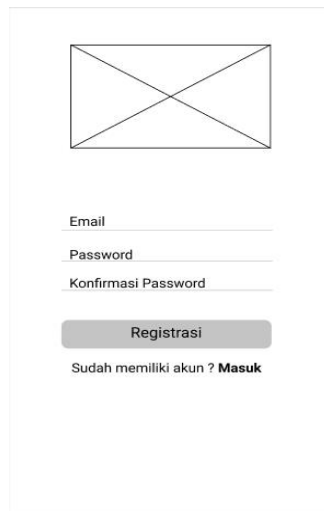 Email
Password
Konfirmasi Password
Registrasi
Sudah memiliki akun ? Masuk